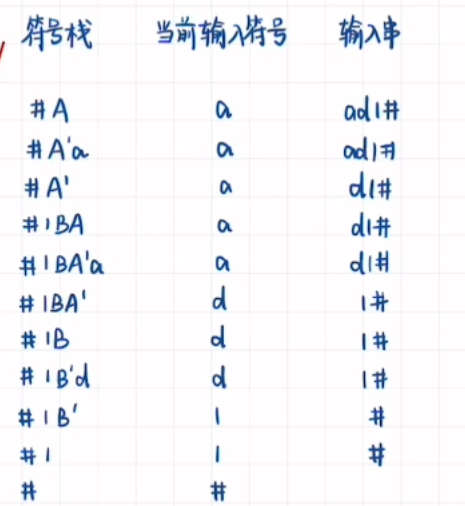 符号栈 当前输入符号 输入串
#A a ad1#
#A'a a ad1#
#A' a d1#
#1BA a d1#
#1BA'a a d1#
#1BA' d 1#
#1B d 1#
#1B'd d 1#
#1B' 1 #
#1 1 #
# #